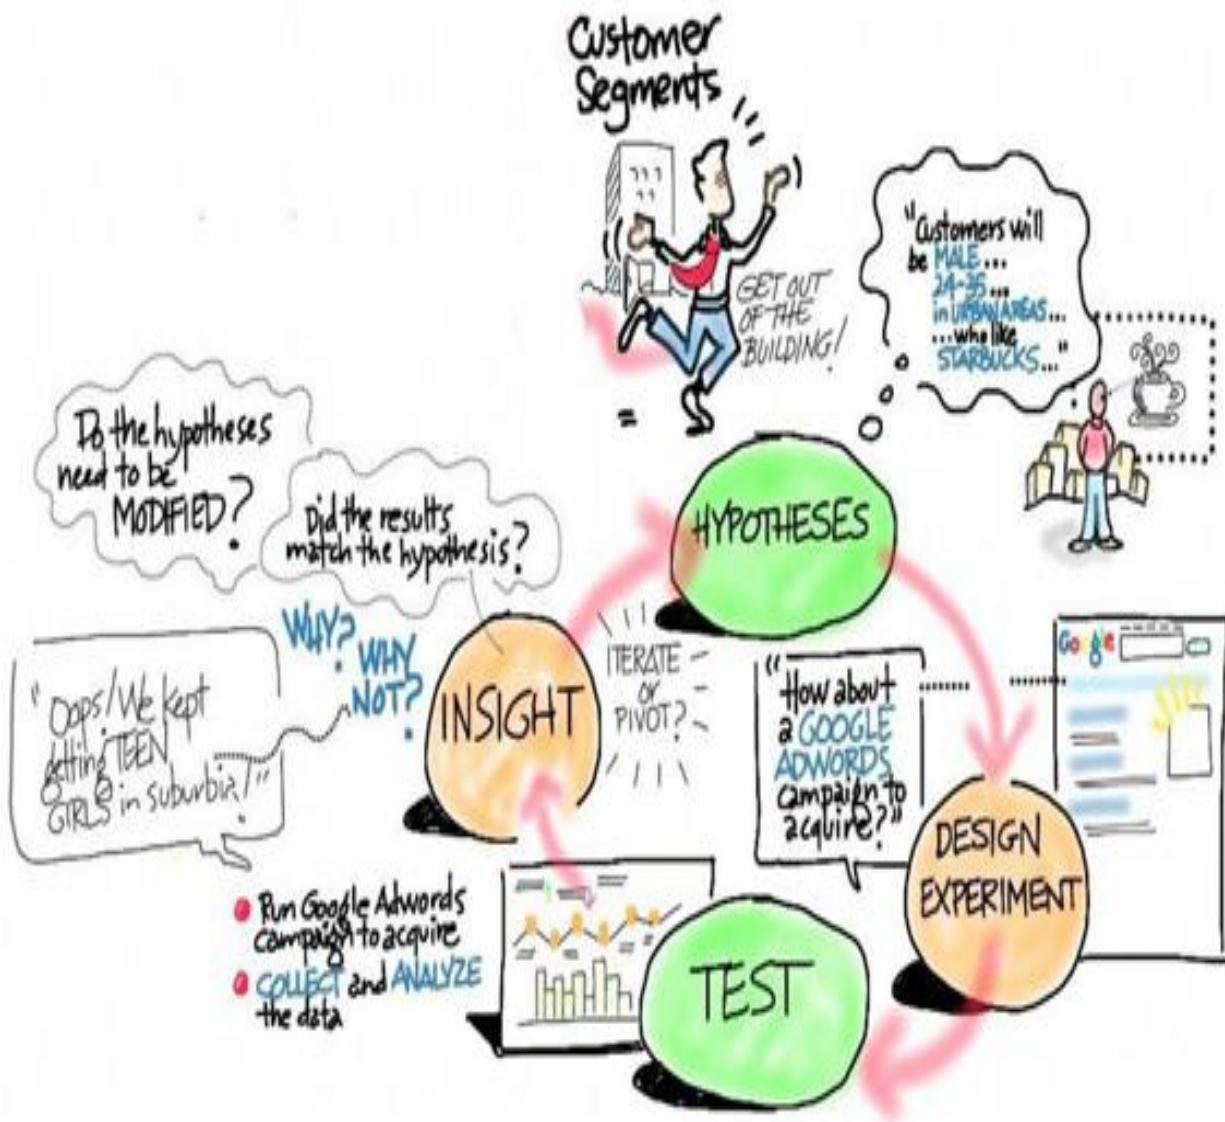 Customer
Segments
GET OUT
OF THE
BUILDING!
"Customers will
be MALE...
24-35...
in URBAN AREAS...
...who like
STARBUCKS..."
=
HYPOTHESES
Do the hypotheses
need to be
MODIFIED?
Did the results
match the hypothesis?
WHY?
WHY
NOT?
"Oops! We kept
getting TEEN
GIRLS in suburbia!"
INSIGHT
ITERATE
or
PIVOT?
"How about
a GOOGLE
ADWORDS
campaign to
acquire?"
Google
DESIGN
EXPERIMENT
TEST
Run Google Adwords
campaign to acquire
COLLECT and ANALYZE
the data